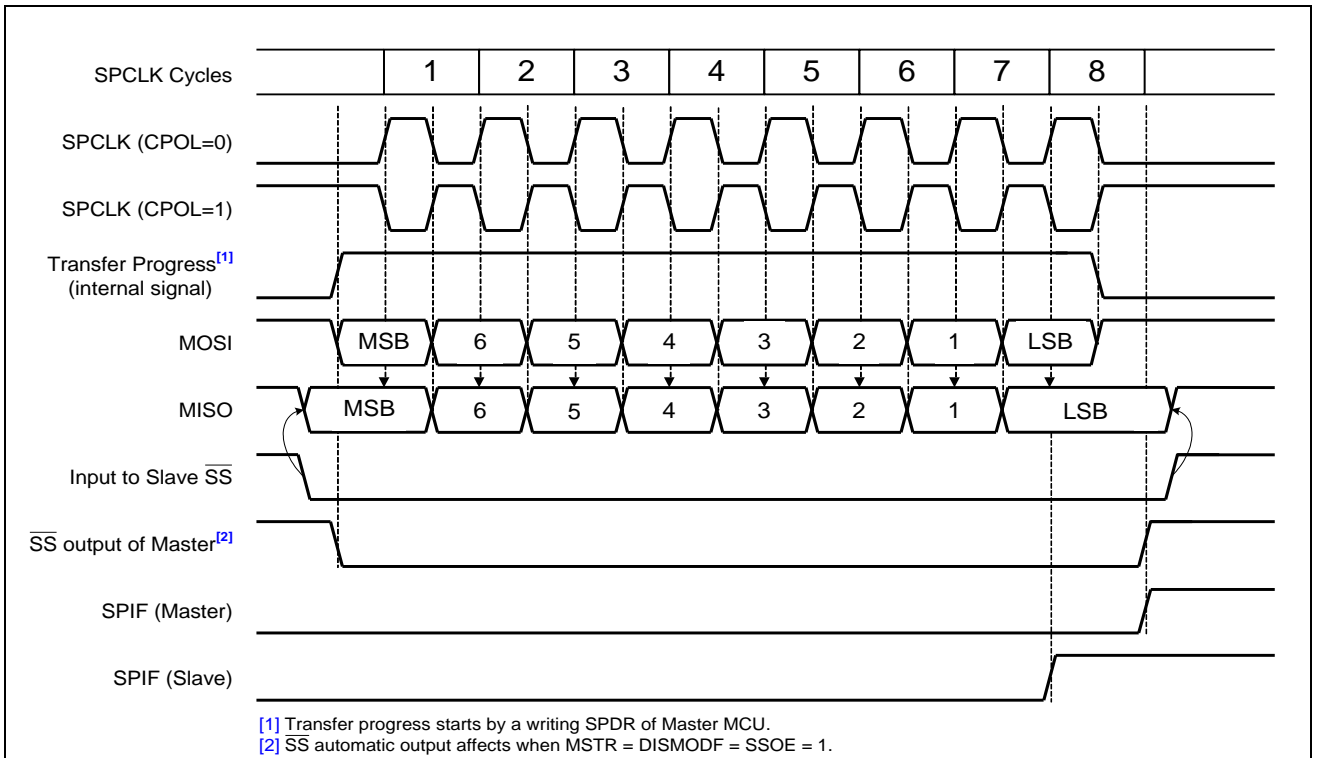 SPCLK Cycles 1 2 3 4 5 6 7 8
SPCLK (CPOL=0)
SPCLK (CPOL=1)
Transfer Progress[1]
(internal signal)
MOSI MSB 6 5 4 3 2 1 LSB
MISO MSB 6 5 4 3 2 1 LSB
Input to Slave S̅S̅
S̅S̅ output of Master[2]
SPIF (Master)
SPIF (Slave)
[1] Transfer progress starts by a writing SPDR of Master MCU.
[2] S̅S̅ automatic output affects when MSTR = DISMODF = SSOE = 1.